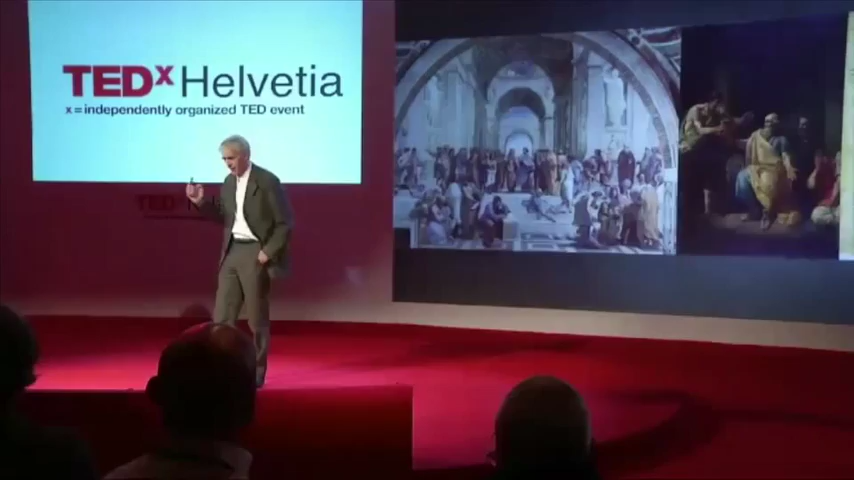 TEDx Helvetia
x = independently organized TED event